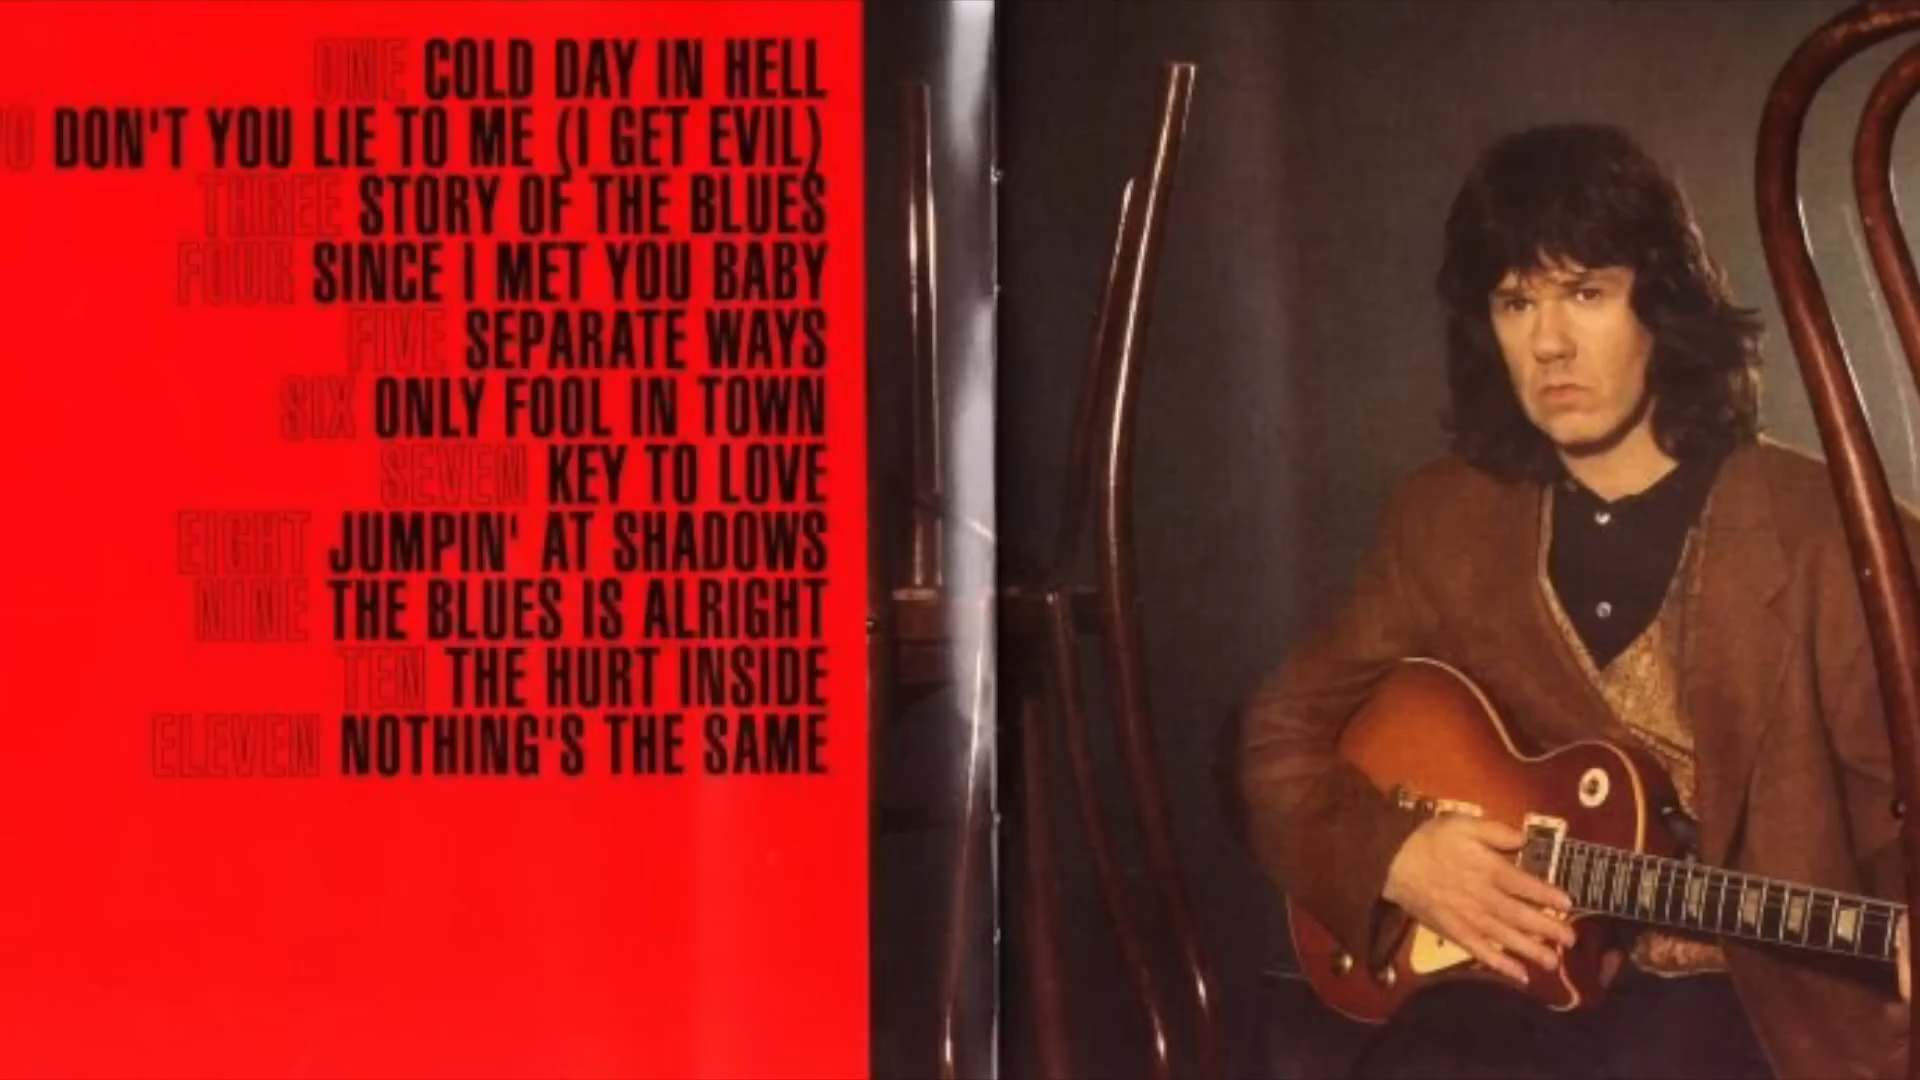 ONE COLD DAY IN HELL
DON'T YOU LIE TO ME (I GET EVIL)
THREE STORY OF THE BLUES
FOUR SINCE I MET YOU BABY
FIVE SEPARATE WAYS
SIX ONLY FOOL IN TOWN
SEVEN KEY TO LOVE
EIGHT JUMPIN' AT SHADOWS
NINE THE BLUES IS ALRIGHT
TEN THE HURT INSIDE
ELEVEN NOTHING'S THE SAME